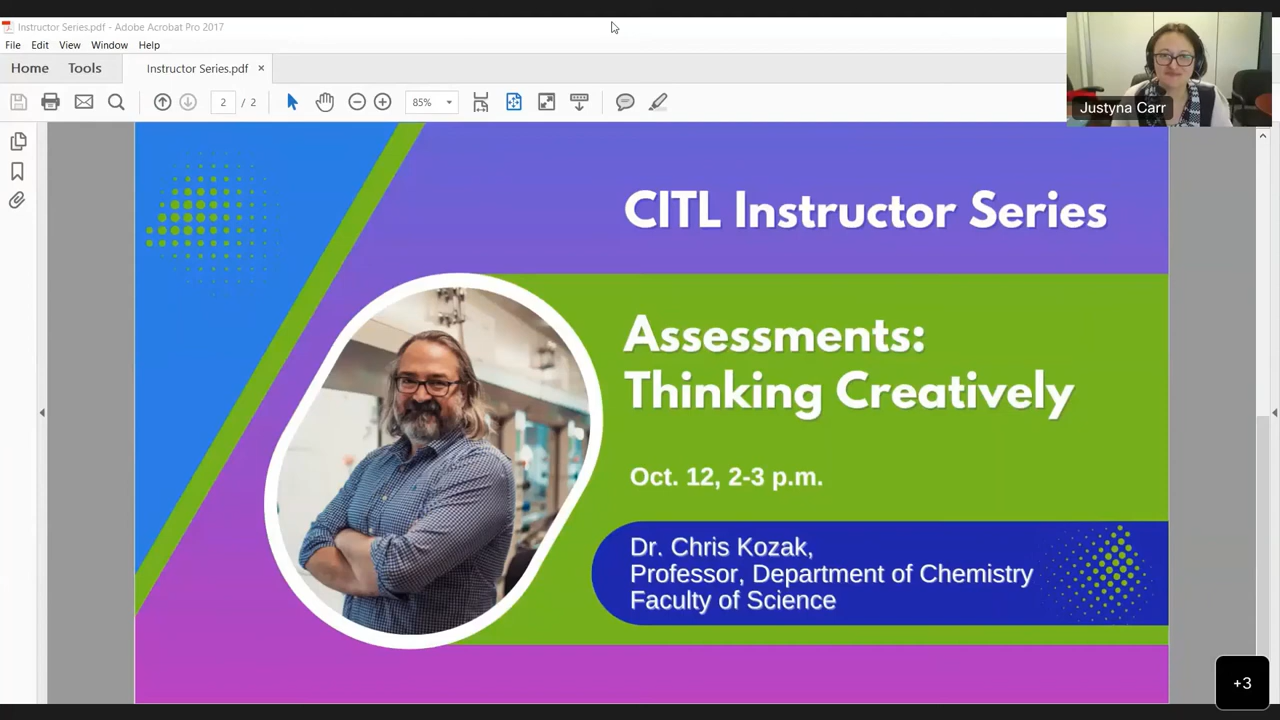 Instructor Series.pdf - Adobe Acrobat Pro 2017
File Edit View Window Help
Home Tools Instructor Series.pdf ×
2 / 2 85%
Justyna Carr
CITL Instructor Series
Assessments:
Thinking Creatively
Oct. 12, 2-3 p.m.
Dr. Chris Kozak,
Professor, Department of Chemistry
Faculty of Science
+3